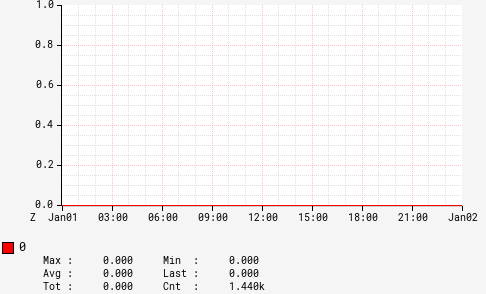 1.0
0.8
0.6
0.4
0.2
0.0
Z Jan01 03:00 06:00 09:00 12:00 15:00 18:00 21:00 Jan02
0
Max : 0.000 Min : 0.000
Avg : 0.000 Last : 0.000
Tot : 0.000 Cnt : 1.440k